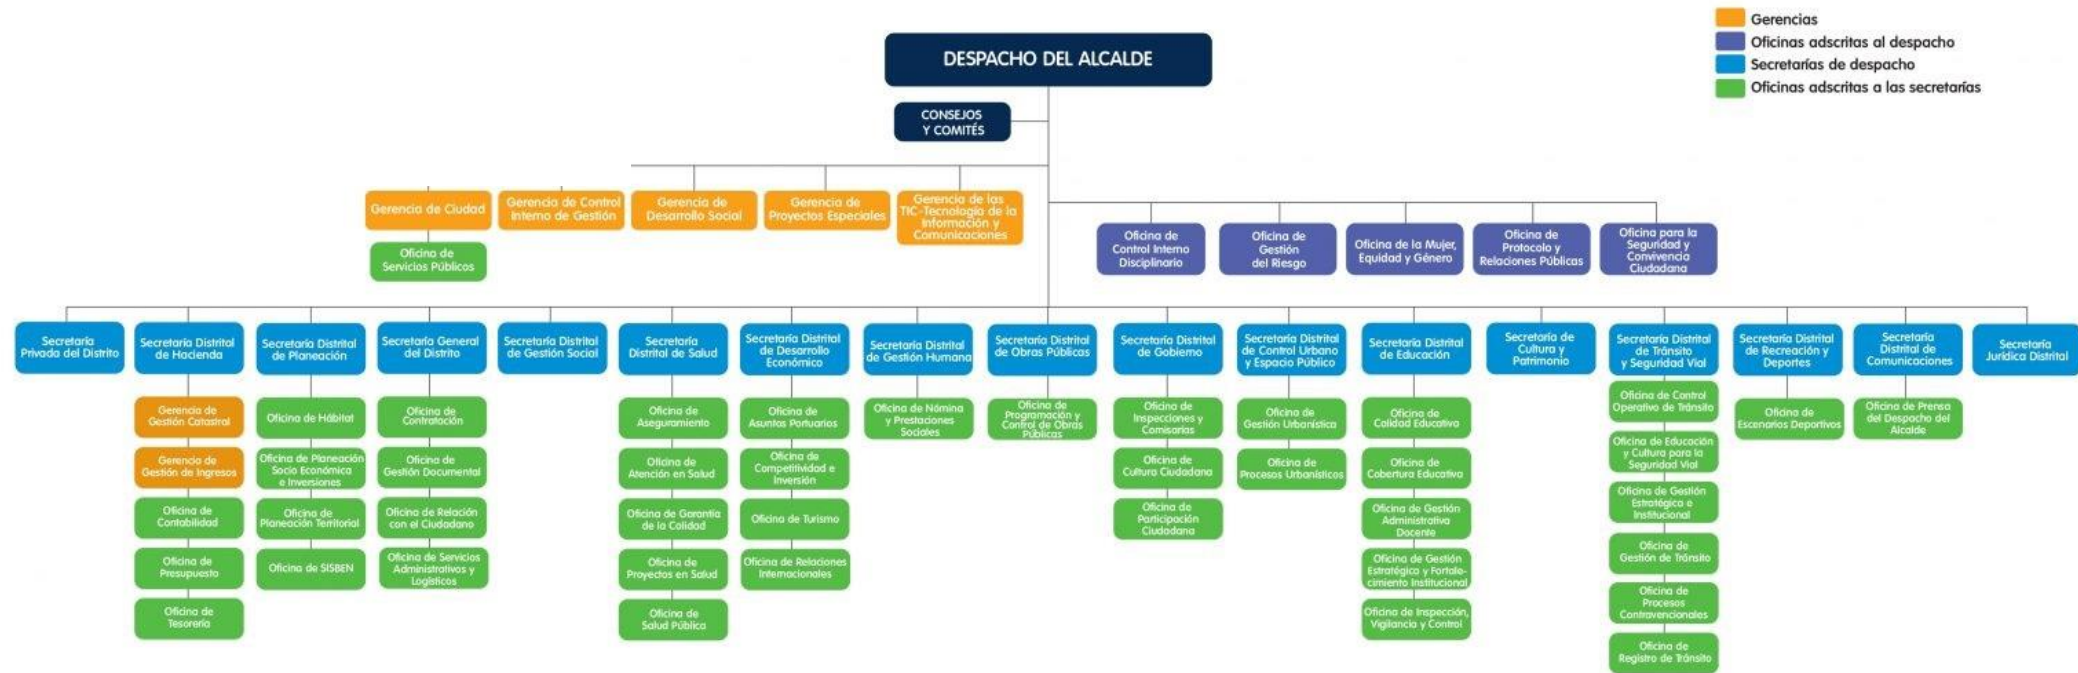 Gerencias
Oficinas adscritas al despacho
Secretarías de despacho
Oficinas adscritas a las secretarías
DESPACHO DEL ALCALDE
CONSEJOS
Y COMITÉS
Gerencia de Ciudad
Gerencia de Control
Interno de Gestión
Gerencia de
Desarrollo Social
Gerencia de
Proyectos Especiales
Gerencia de las
TIC-Tecnología de la
Información y
Comunicaciones
Oficina de
Servicios Públicos
Oficina de
Control Interno
Disciplinario
Oficina de
Gestión
del Riesgo
Oficina de la Mujer,
Equidad y Género
Oficina de
Protocolo y
Relaciones Públicas
Oficina para la
Seguridad y
Convivencia
Ciudadana
Secretaría
Privada del Distrito
Secretaría Distrital
de Hacienda
Gerencia de
Gestión Catastral
Gerencia de
Gestión de Ingresos
Oficina de
Contabilidad
Oficina de
Presupuesto
Oficina de
Tesorería
Secretaría Distrital
de Planeación
Oficina de Hábitat
Oficina de Planeación
Socio Económica
e Inversiones
Oficina de
Planeación Territorial
Oficina de SISBEN
Secretaría General
del Distrito
Oficina de
Contratación
Oficina de
Gestión Documental
Oficina de Relación
con el Ciudadano
Oficina de Servicios
Administrativos y
Logísticos
Secretaría Distrital
de Gestión Social
Secretaría
Distrital de Salud
Oficina de
Aseguramiento
Oficina de
Atención en Salud
Oficina de Garantía
de la Calidad
Oficina de
Proyectos en Salud
Oficina de
Salud Pública
Secretaría Distrital
de Desarrollo
Económico
Oficina de
Asuntos Portuarios
Oficina de
Competitividad e
Inversión
Oficina de Turismo
Oficina de Relaciones
Internacionales
Secretaría Distrital
de Gestión Humana
Oficina de Nómina
y Prestaciones
Sociales
Secretaría Distrital
de Obras Públicas
Oficina de
Programación y
Control de Obras
Públicas
Secretaría Distrital
de Gobierno
Oficina de
Inspecciones y
Comisarías
Oficina de
Cultura Ciudadana
Oficina de
Participación
Ciudadana
Secretaría Distrital
de Control Urbano
y Espacio Público
Oficina de
Gestión Urbanística
Oficina de
Procesos Urbanísticos
Secretaría Distrital
de Educación
Oficina de
Calidad Educativa
Oficina de
Cobertura Educativa
Oficina de Gestión
Administrativa
Docente
Oficina de Gestión
Estratégica y Fortale-
cimiento Institucional
Oficina de Inspección,
Vigilancia y Control
Secretaría de
Cultura y
Patrimonio
Secretaría Distrital
de Tránsito
y Seguridad Vial
Oficina de Control
Operativo de Tránsito
Oficina de Educación
y Cultura para la
Seguridad Vial
Oficina de Gestión
Estratégica e
Institucional
Oficina de
Gestión de Tránsito
Oficina de
Procesos
Contravencionales
Oficina de
Registro de Tránsito
Secretaría Distrital
de Recreación y
Deportes
Oficina de
Escenarios Deportivos
Secretaría
Distrital de
Comunicaciones
Oficina de Prensa
del Despacho del
Alcalde
Secretaría
Jurídica Distrital